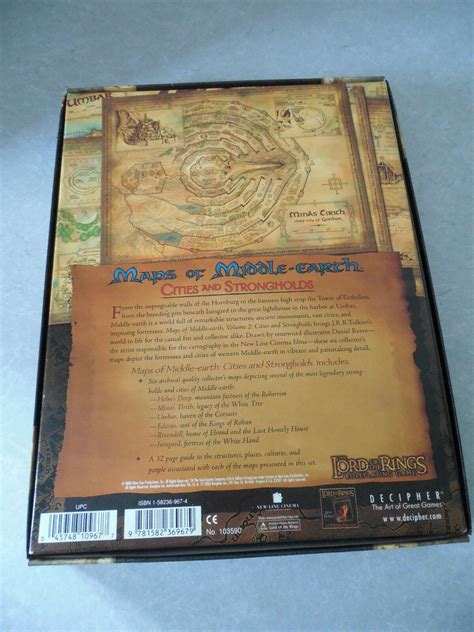 UMBAR
MINAS TIRITH
MAPS OF MIDDLE-EARTH
CITIES AND STRONGHOLDS
From the impregnable walls of the Hornburg to the banners high atop the Tower of Ecthelion,
from the breeding pits beneath Isengard to the great lighthouse in the harbor at Umbar,
Middle-earth is a world full of remarkable structures, ancient monuments, vast cities, and
imposing fortresses. Maps of Middle-earth, Volume 2: Cities and Strongholds brings J.R.R. Tolkien's
world to life for the casual fan and collector alike. Drawn by renowned illustrator Daniel Reeve—
the artist responsible for the cartography in the New Line Cinema films—these six collector's
maps depict the fortresses and cities of western Middle-earth in vibrant and painstaking detail.
Maps of Middle-earth: Cities and Strongholds includes:
• Six archival quality collector's maps depicting several of the most legendary strong-
holds and cities of Middle-earth:
—Helm's Deep, mountain fastness of the Rohirrim
—Minas Tirith, legacy of the White Tree
—Umbar, haven of the Corsairs
—Edoras, seat of the Kings of Rohan
—Rivendell, home of Elrond and the Last Homely House
—Isengard, fortress of the White Hand
• A 32 page guide to the structures, places, cultures, and
people associated with each of the maps presented in this set.
THE LORD OF THE RINGS
ROLEPLAYING GAME
UPC
0 45748 10967 7
ISBN 1-58236-967-4
9 781582 369679
CE
No. 103590
NEW LINE CINEMA
DECIPHER
The Art of Great Games
www.decipher.com